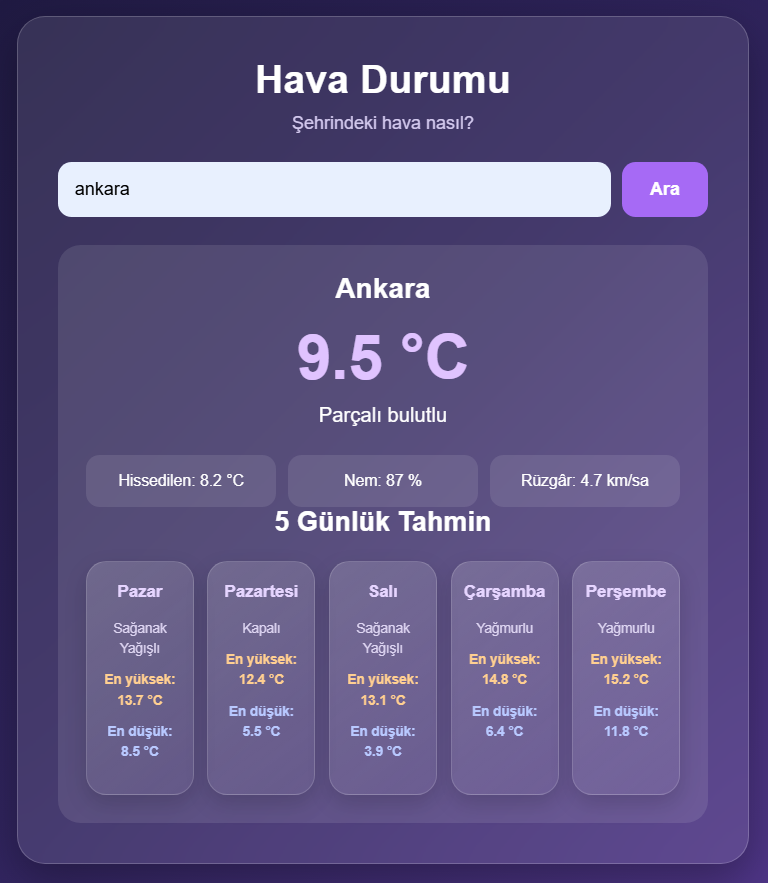 Hava Durumu
Şehrindeki hava nasıl?
ankara
Ara
Ankara
9.5 °C
Parçalı bulutlu
Hissedilen: 8.2 °C
Nem: 87 %
Rüzgâr: 4.7 km/sa
5 Günlük Tahmin
Pazar
Sağanak
Yağışlı
En yüksek:
13.7 °C
En düşük:
8.5 °C
Pazartesi
Kapalı
En yüksek:
12.4 °C
En düşük:
5.5 °C
Salı
Sağanak
Yağışlı
En yüksek:
13.1 °C
En düşük:
3.9 °C
Çarşamba
Yağmurlu
En yüksek:
14.8 °C
En düşük:
6.4 °C
Perşembe
Yağmurlu
En yüksek:
15.2 °C
En düşük:
11.8 °C